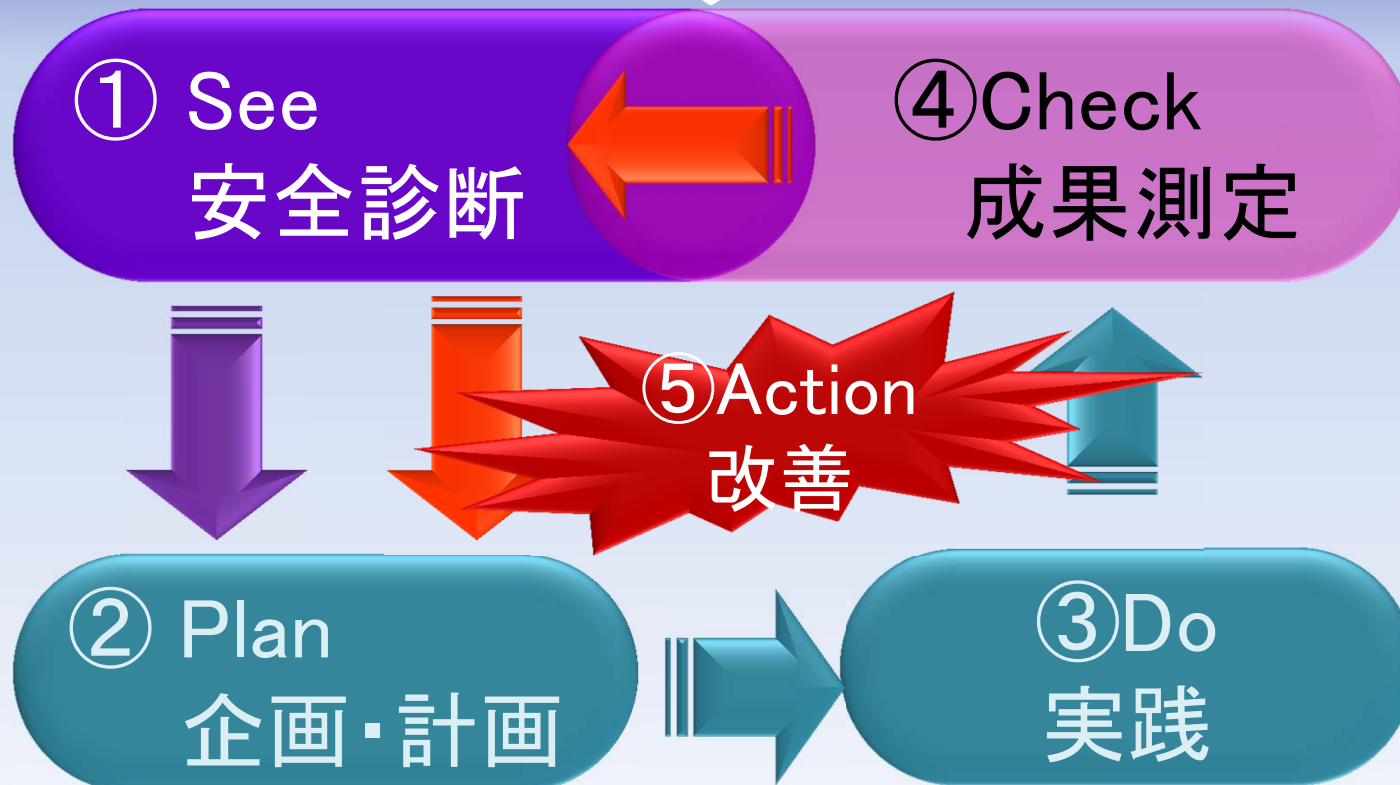 ① See
安全診断
④Check
成果測定
⑤Action
改善
② Plan
企画・計画
③Do
実践